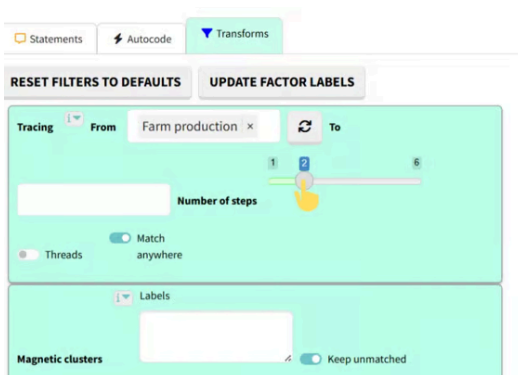 Statements Autocode Transforms
RESET FILTERS TO DEFAULTS UPDATE FACTOR LABELS
Tracing i From Farm production × To
1 2 6
Number of steps
Match
Threads anywhere
i Labels
Magnetic clusters Keep unmatched